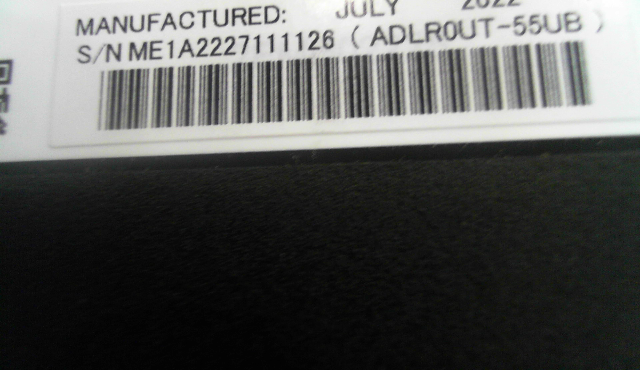 MANUFACTURED: JULY 2022
S/N ME1A2227111126 ( ADLR0UT-55UB )